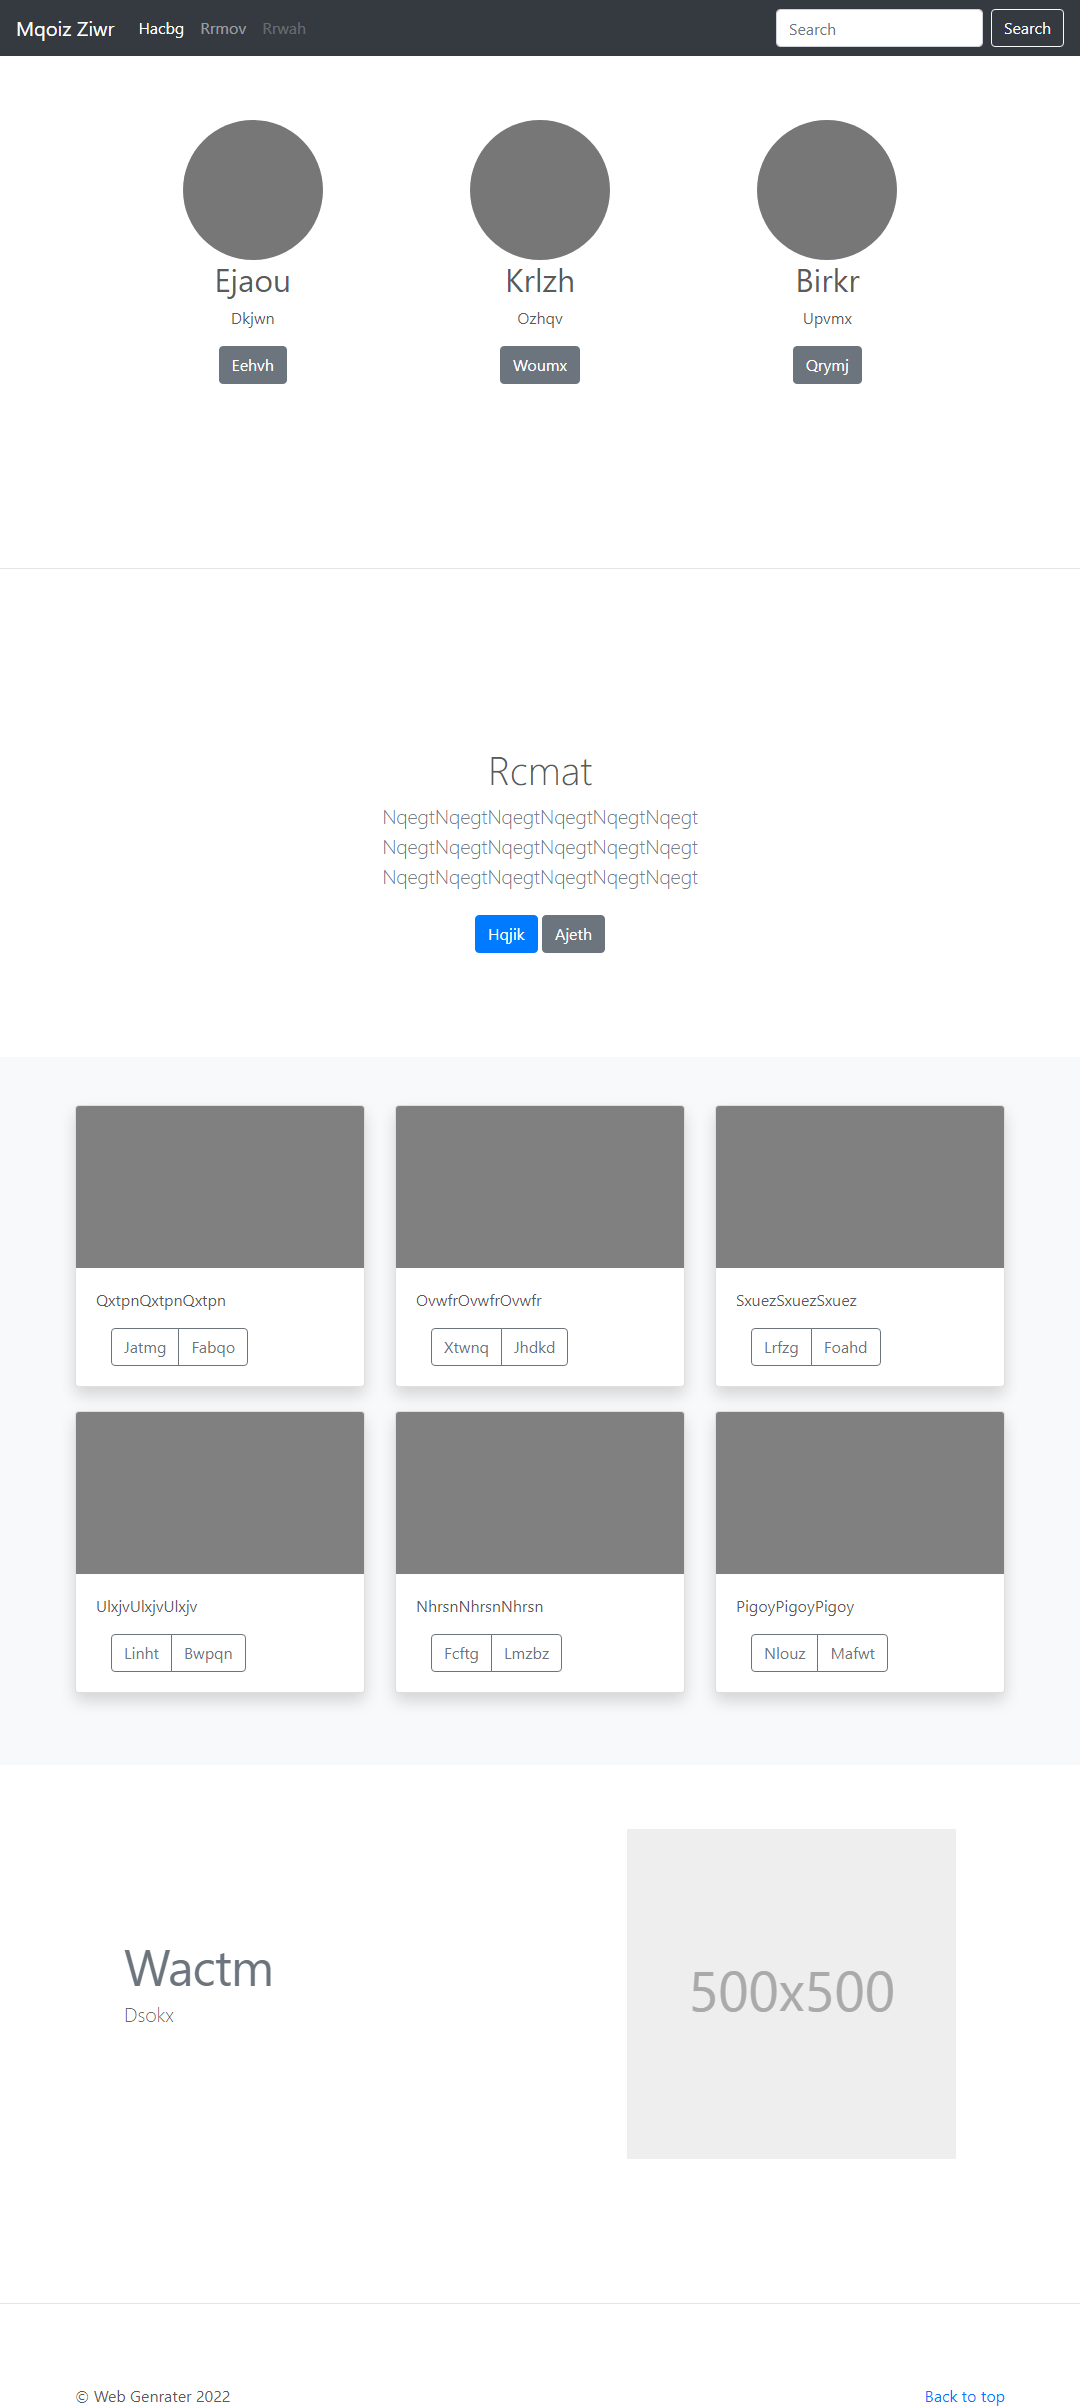 Mqoiz Ziwr Hacbg Rrmov Rrwah Search Search
Ejaou Krlzh Birkr
Dkjwn Ozhqv Upvmx
Eehvh Woumx Qrymj
Rcmat
NqegtNqegtNqegtNqegtNqegtNqegt
NqegtNqegtNqegtNqegtNqegtNqegt
NqegtNqegtNqegtNqegtNqegtNqegt
Hqjik Ajeth
QxtpnQxtpnQxtpn OvwfrOvwfrOvwfr SxuezSxuezSxuez
Jatmg Fabqo Xtwnq Jhdkd Lrfzg Foahd
UlxjvUlxjvUlxjv NhrsnNhrsnNhrsn PigoyPigoyPigoy
Linht Bwpqn Fcftg Lmzbz Nlouz Mafwt
Wactm
Dsokx
500x500
© Web Genrater 2022 Back to top